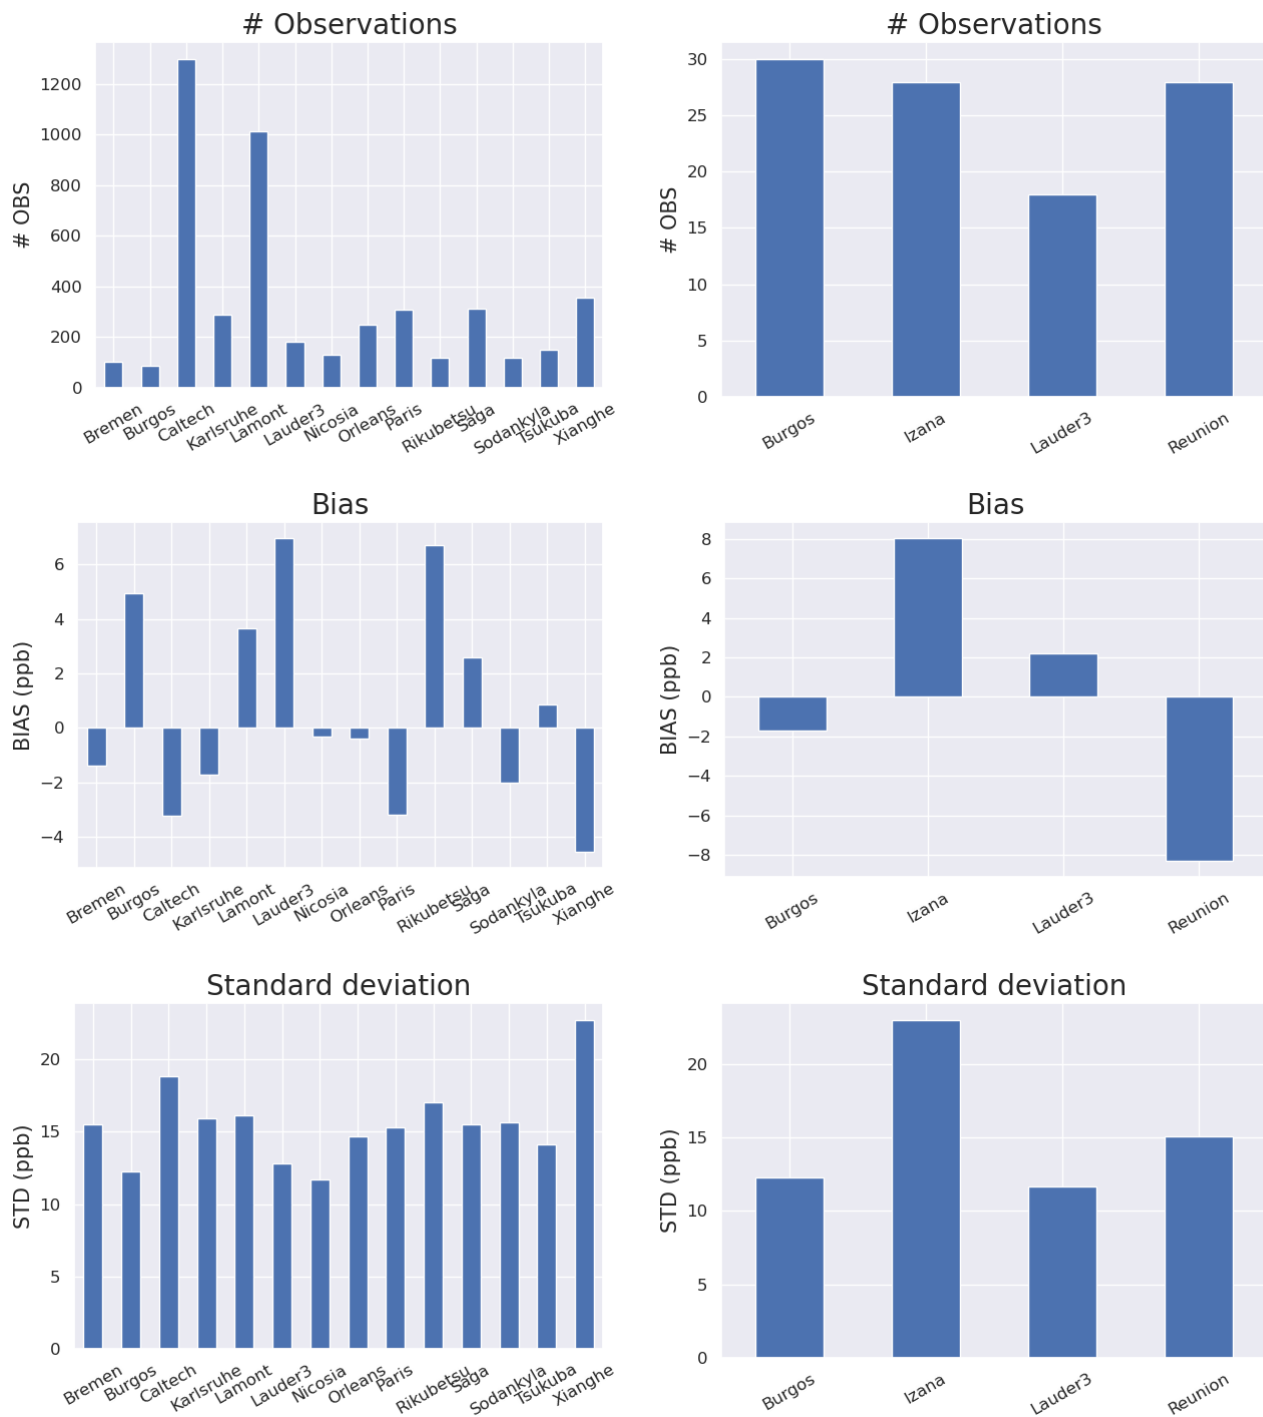 # Observations
# OBS
1200
1000
800
600
400
200
0
Bremen
Burgos
Caltech
Karlsruhe
Lamont
Lauder3
Nicosia
Orleans
Paris
Rikubetsu
Saga
Sodankyla
Tsukuba
Xianghe
# Observations
# OBS
30
25
20
15
10
5
0
Burgos
Izana
Lauder3
Reunion
Bias
BIAS (ppb)
6
4
2
0
−2
−4
Bremen
Burgos
Caltech
Karlsruhe
Lamont
Lauder3
Nicosia
Orleans
Paris
Rikubetsu
Saga
Sodankyla
Tsukuba
Xianghe
Bias
BIAS (ppb)
8
6
4
2
0
−2
−4
−6
−8
Burgos
Izana
Lauder3
Reunion
Standard deviation
STD (ppb)
20
15
10
5
0
Bremen
Burgos
Caltech
Karlsruhe
Lamont
Lauder3
Nicosia
Orleans
Paris
Rikubetsu
Saga
Sodankyla
Tsukuba
Xianghe
Standard deviation
STD (ppb)
20
15
10
5
0
Burgos
Izana
Lauder3
Reunion